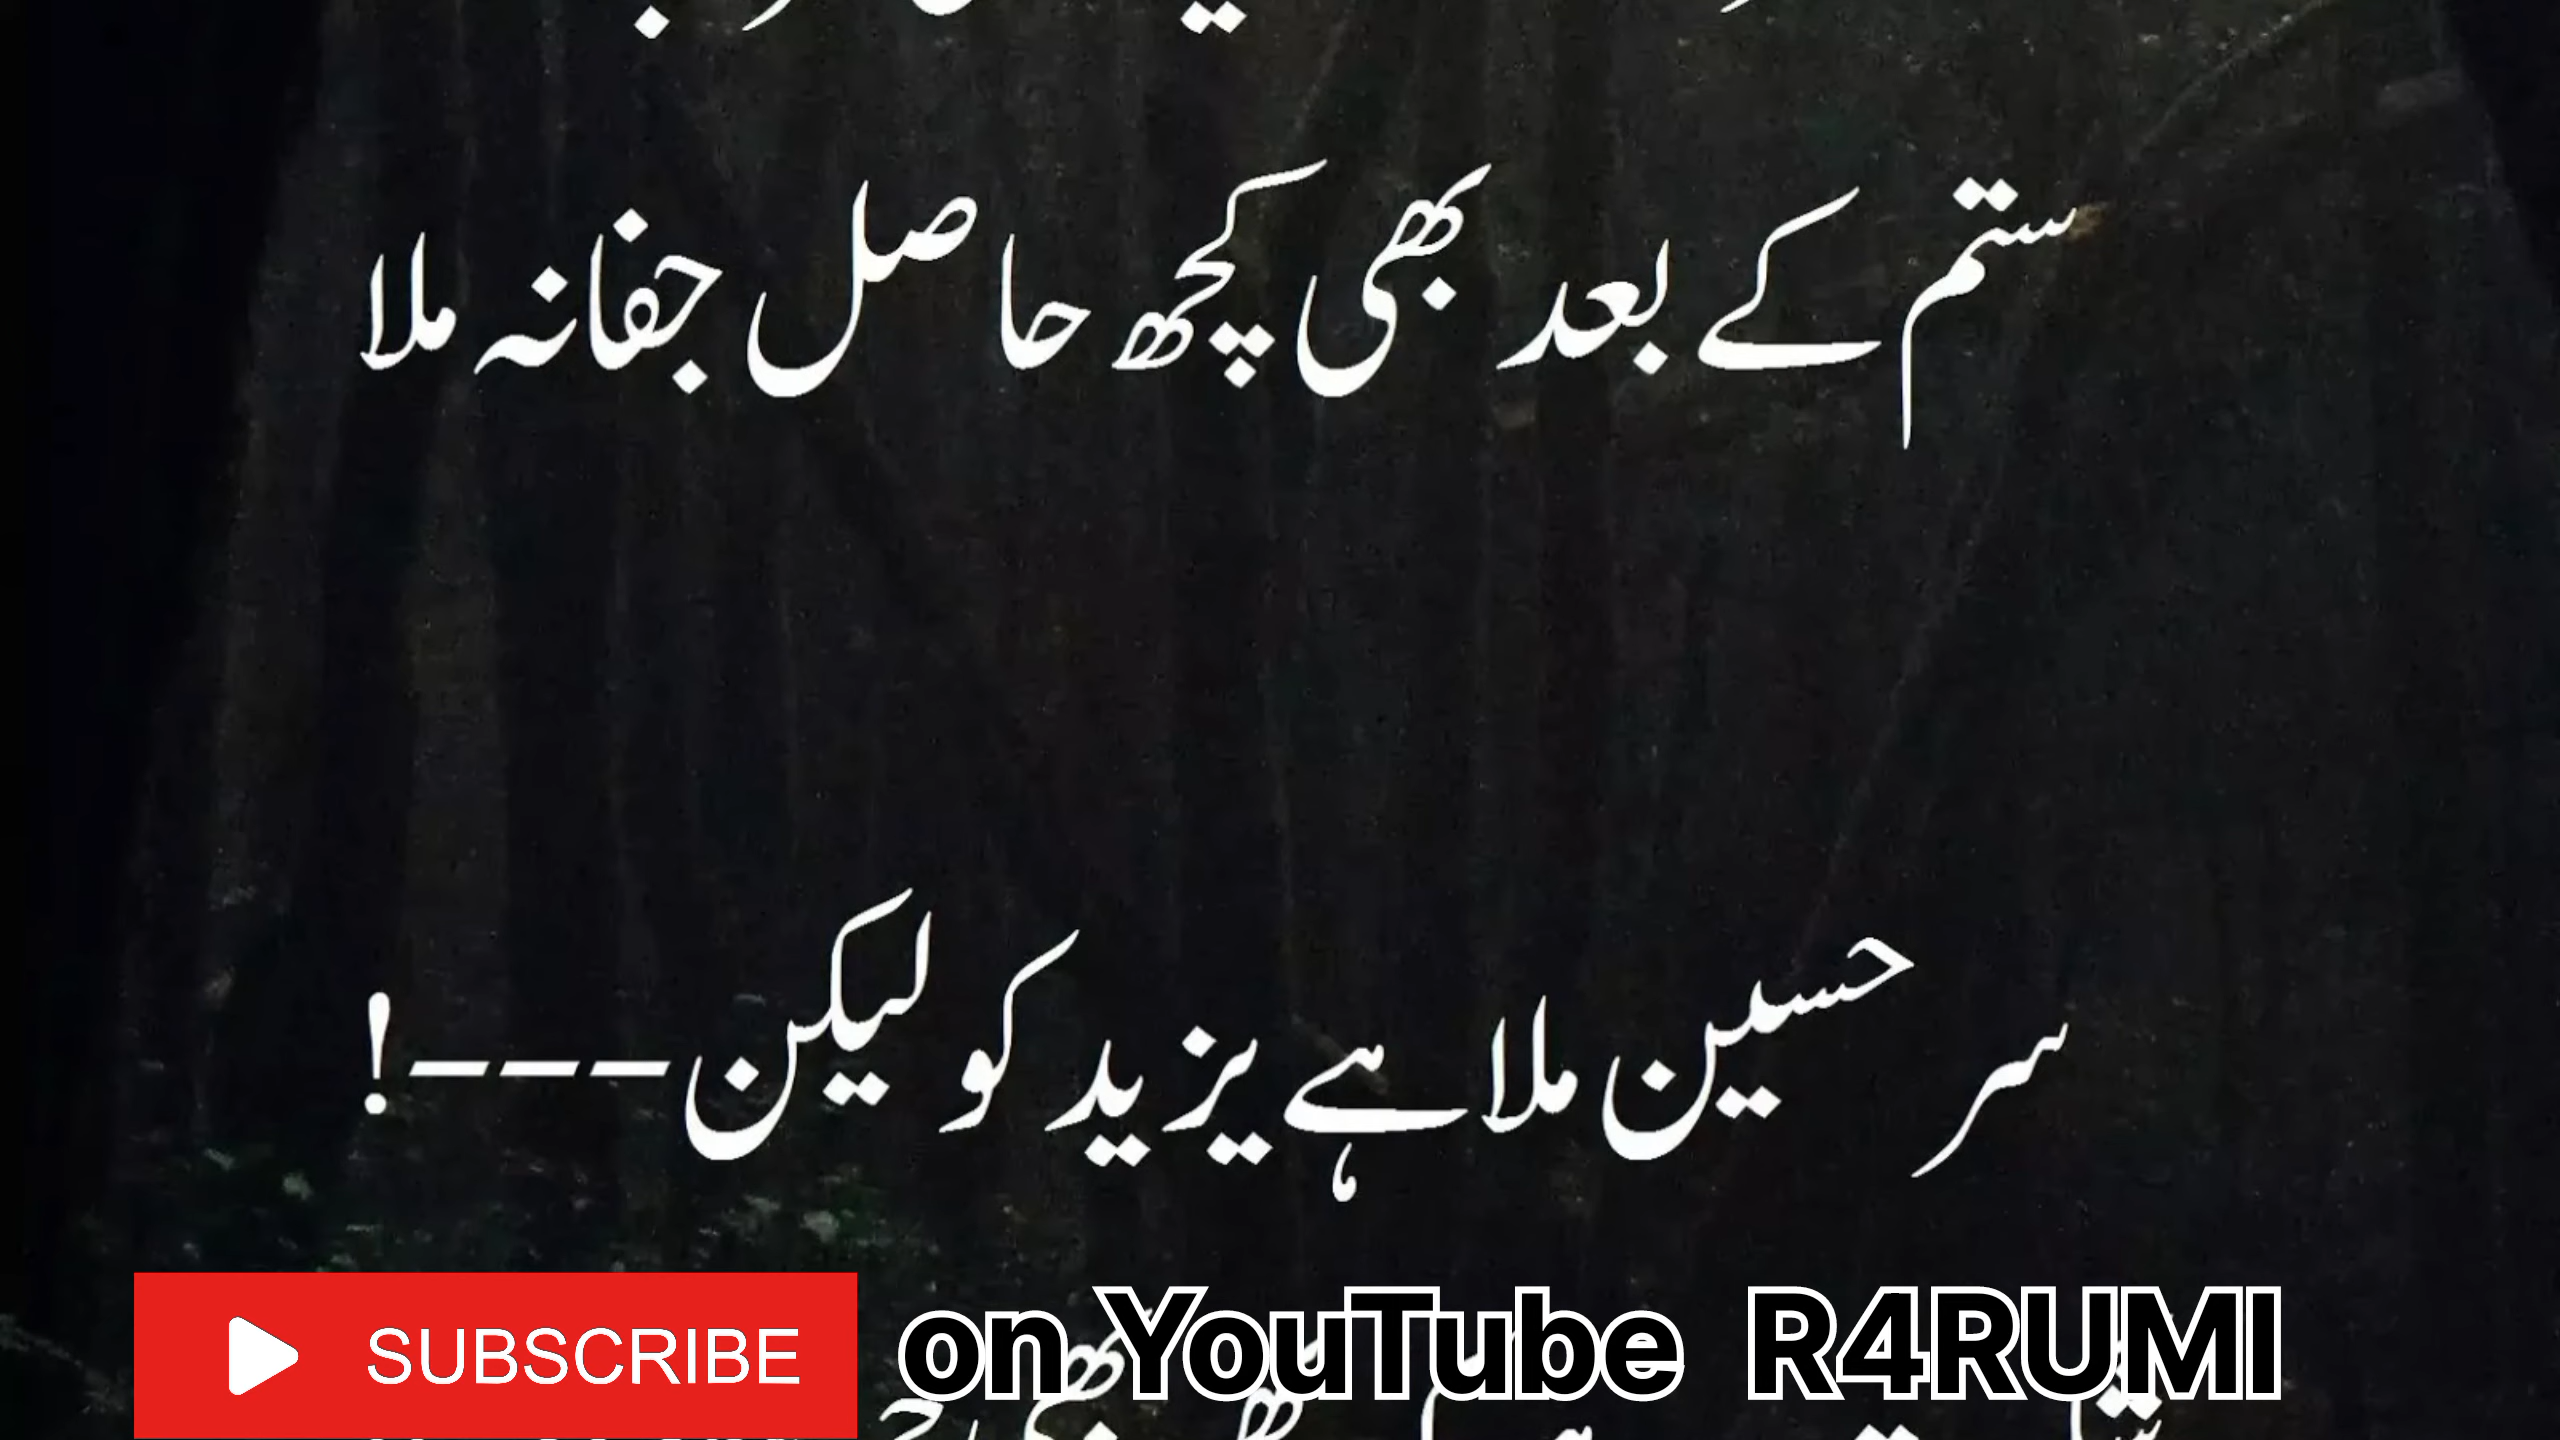 ستم کے بعد بھی کچھ حاصل جفا نہ ملا
سر حسین ملا ہے یزید کو لیکن---!
SUBSCRIBE on YouTube R4RUMI